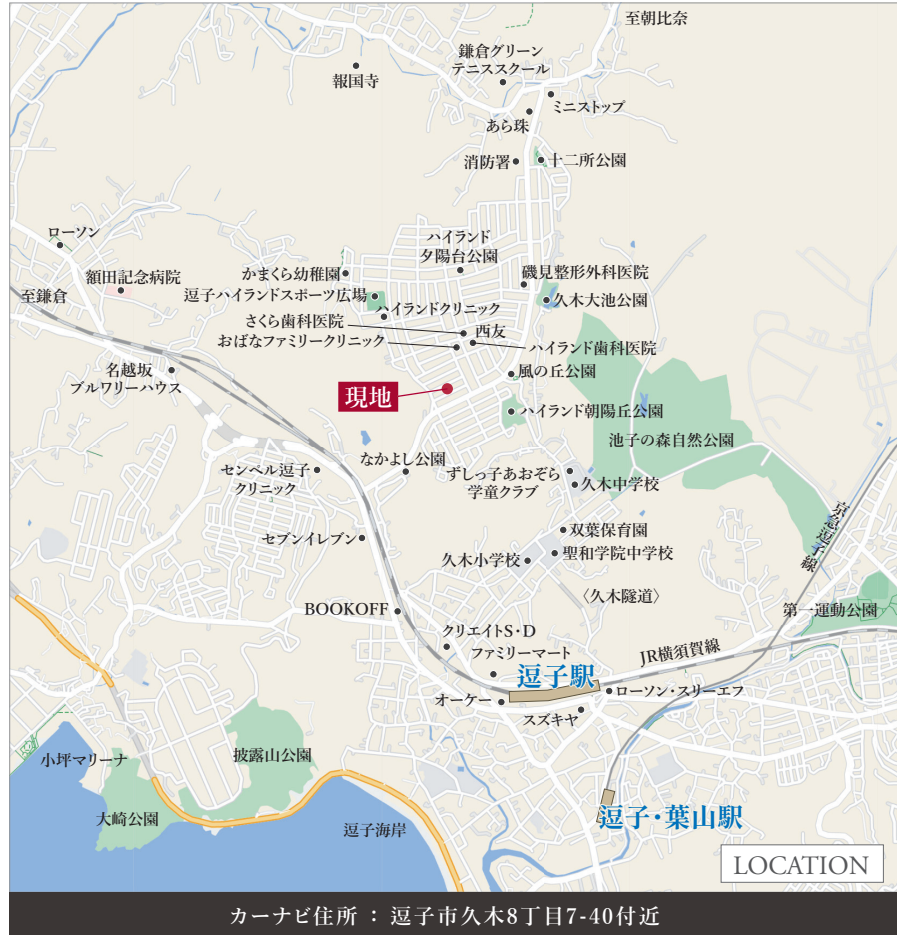 至朝比奈
鎌倉グリーン
テニススクール
報国寺
ミニストップ
あら珠
消防署
十二所公園
ローソン
ハイランド
夕陽台公園
額田記念病院
かまくら幼稚園
磯見整形外科医院
至鎌倉
逗子ハイランドスポーツ広場
久木大池公園
ハイランドクリニック
さくら歯科医院
西友
おばなファミリークリニック
ハイランド歯科医院
名越坂
ブルワリーハウス
風の丘公園
現地
ハイランド朝陽丘公園
池子の森自然公園
なかよし公園
センペル逗子
クリニック
ずしっ子あおぞら
学童クラブ
久木中学校
京急逗子線
セブンイレブン
双葉保育園
久木小学校
聖和学院中学校
〈久木隧道〉
BOOKOFF
第一運動公園
クリエイトS・D
ファミリーマート
JR横須賀線
逗子駅
オーケー
ローソン・スリーエフ
スズキヤ
小坪マリーナ
披露山公園
大崎公園
逗子海岸
逗子・葉山駅
LOCATION
カーナビ住所 : 逗子市久木8丁目7-40付近